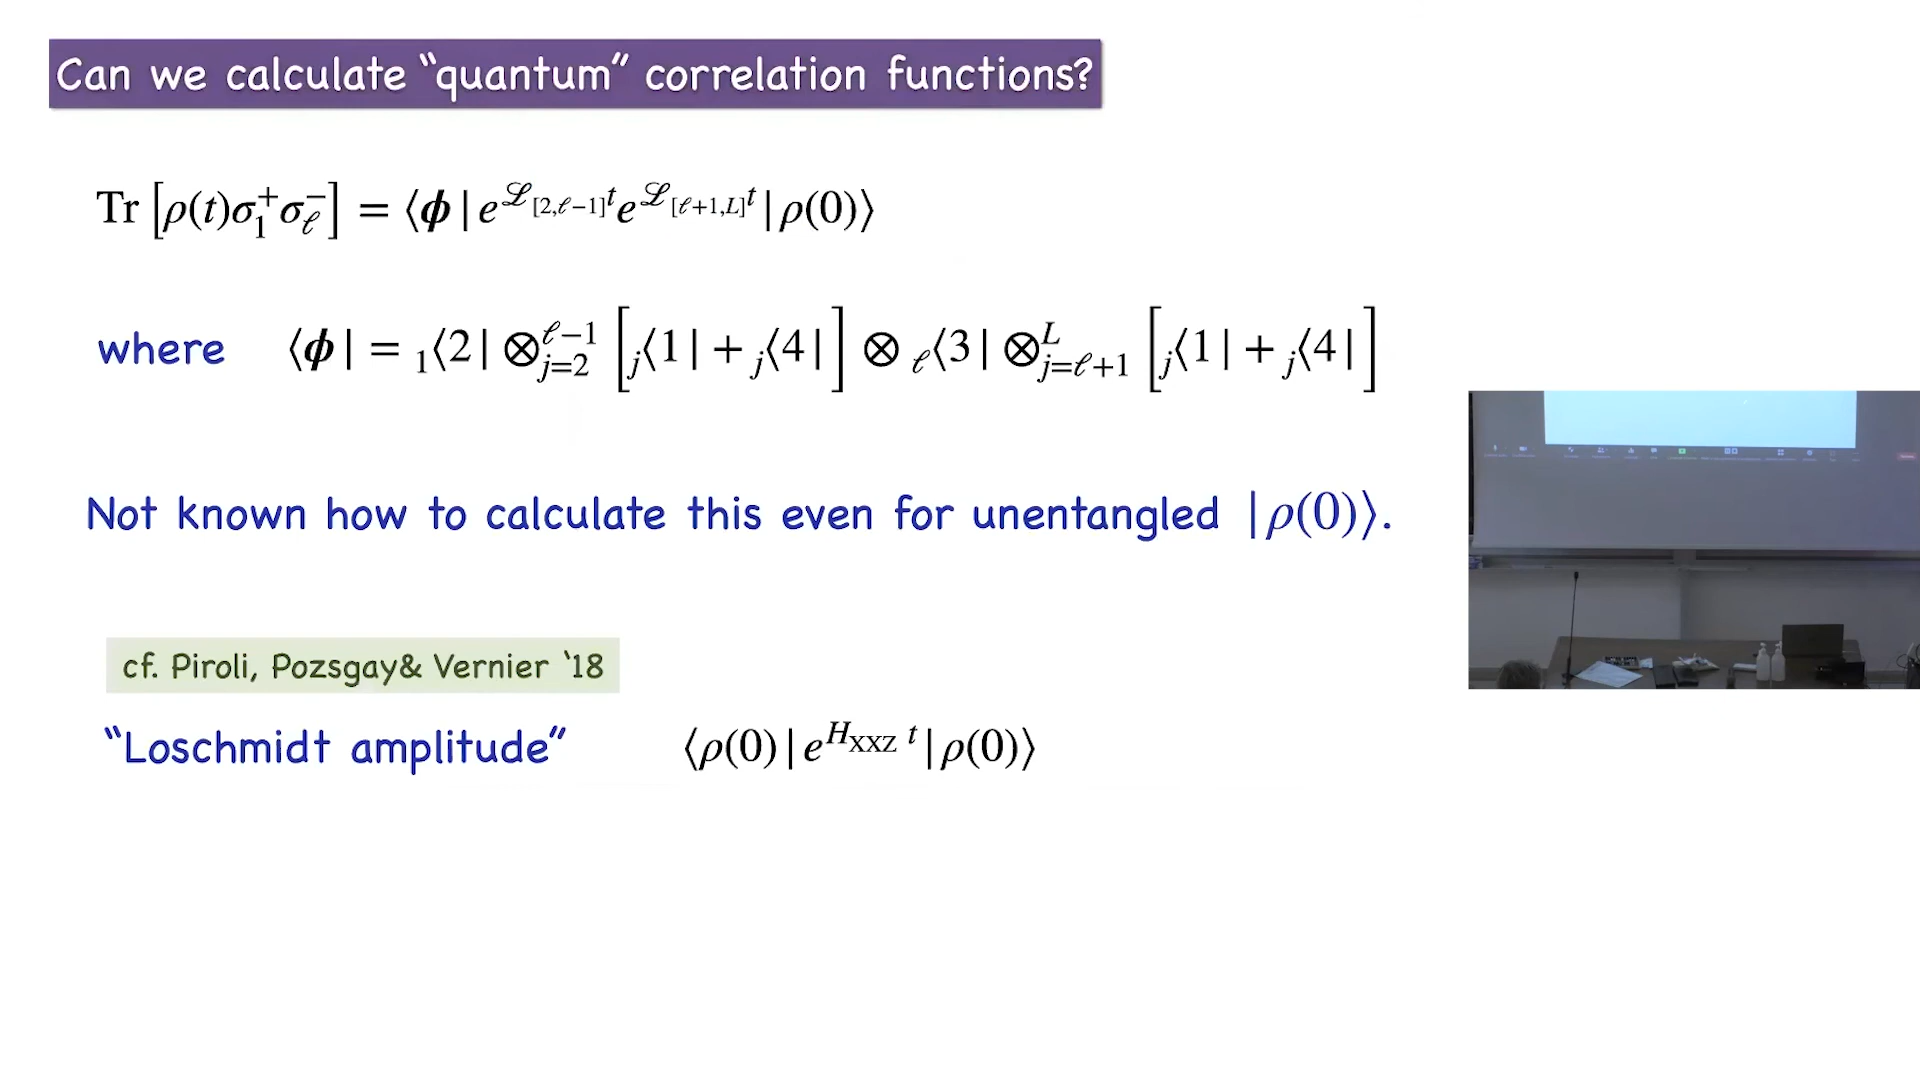 Can we calculate “quantum” correlation functions?
Tr [ρ(t)σ₁⁺σ_ℓ⁻] = ⟨ϕ | e^{ℒ_{[2,ℓ−1]}t} e^{ℒ_{[ℓ+1,L]}t} | ρ(0)⟩
where ⟨ϕ | = ₁⟨2 | ⊗_{j=2}^{ℓ−1} [ _j⟨1 | + _j⟨4 | ] ⊗ _ℓ⟨3 | ⊗_{j=ℓ+1}^{L} [ _j⟨1 | + _j⟨4 | ]
Not known how to calculate this even for unentangled | ρ(0)⟩.
cf. Piroli, Pozsgay& Vernier ‘18
“Loschmidt amplitude” ⟨ρ(0) | e^{H_{XXZ} t} | ρ(0)⟩